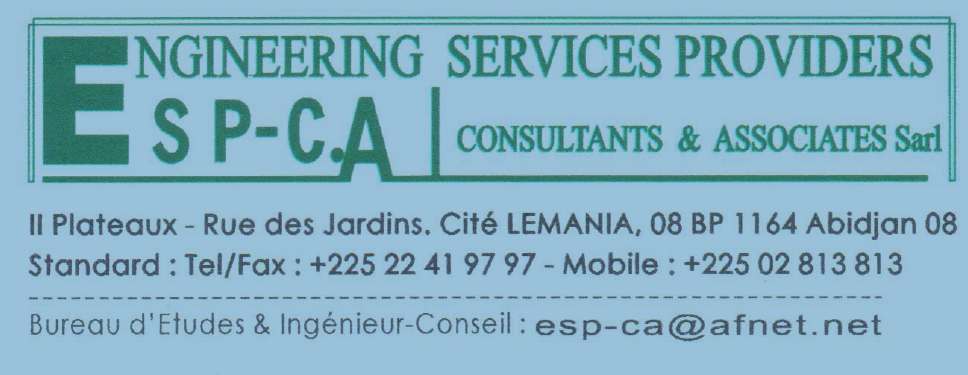 ENGINEERING SERVICES PROVIDERS
ESP-C.A CONSULTANTS & ASSOCIATES Sarl
II Plateaux - Rue des Jardins. Cité LEMANIA, 08 BP 1164 Abidjan 08
Standard : Tel/Fax : +225 22 41 97 97 - Mobile : +225 02 813 813
Bureau d'Etudes & Ingénieur-Conseil : esp-ca@afnet.net